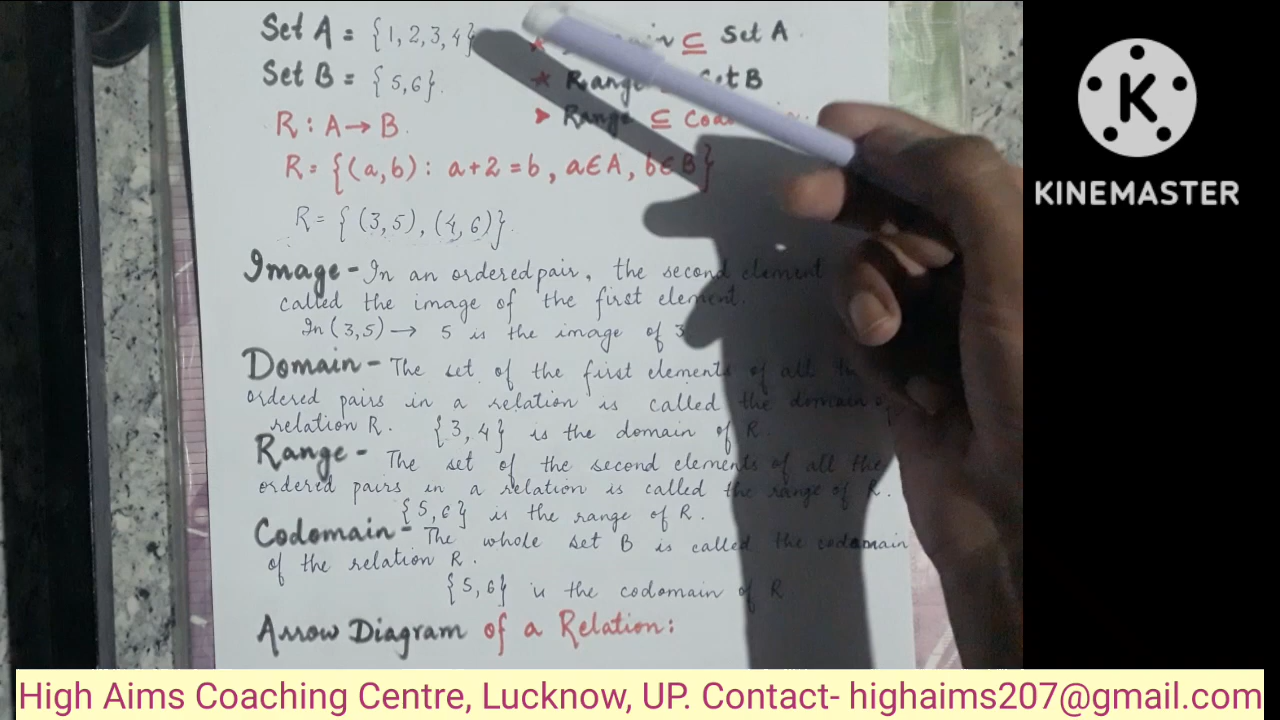 Set A = {1, 2, 3, 4}
Set B = {5, 6}.
R : A → B.
R = {(a, b) : a + 2 = b, a ∈ A, b ∈ B}
R = {(3, 5), (4, 6)}.
★ ⊆ Set A
★ Range Set B
➤ Range ⊆
Image - In an ordered pair, the second element
called the image of the first element.
In (3, 5) → 5 is the image of 3
Domain - The set of the first elements of all
ordered pairs in a relation is called the domain
relation R. {3, 4} is the domain of R.
Range - The set of the second elements of all the
ordered pairs in a relation is called the range of R.
{5, 6} is the range of R.
Codomain - The whole set B is called the codomain
of the relation R.
{5, 6} is the codomain of R
Arrow Diagram of a Relation:
K
KINEMASTER
High Aims Coaching Centre, Lucknow, UP. Contact- highaims207@gmail.com